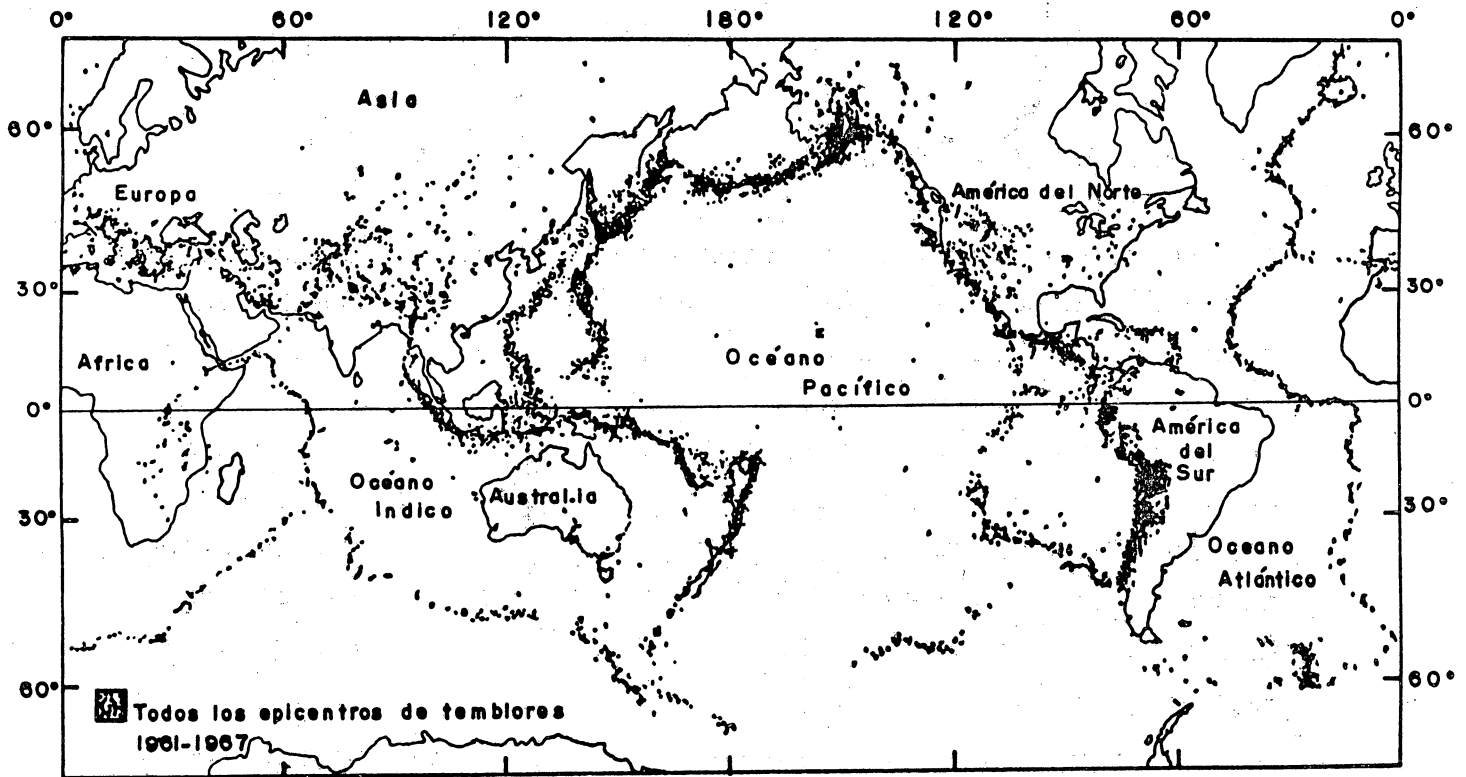 0° 60° 120° 180° 120° 60° 0°
Asia
60° 60°
Europa América del Norte
30° 30°
Africa
Océano
Pacífico
0° 0°
América
del
Sur
Océano
Indico
Australia
30° 30°
Oceano
Atlántico
60° 60°
Todos los epicentros de temblores
1961-1967